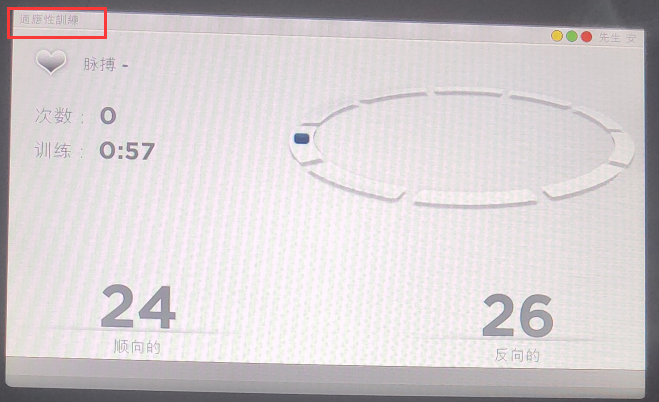 適應性訓練
先生 安
脉搏 -
次数： 0
训练： 0:57
24
顺向的
26
反向的